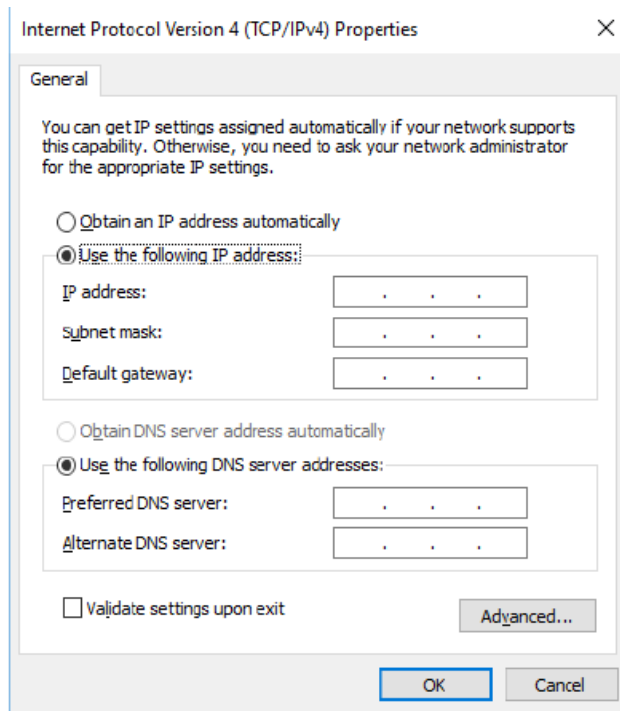 Internet Protocol Version 4 (TCP/IPv4) Properties
General
You can get IP settings assigned automatically if your network supports
this capability. Otherwise, you need to ask your network administrator
for the appropriate IP settings.
Obtain an IP address automatically
Use the following IP address:
IP address: . . .
Subnet mask: . . .
Default gateway: . . .
Obtain DNS server address automatically
Use the following DNS server addresses:
Preferred DNS server: . . .
Alternate DNS server: . . .
Validate settings upon exit
Advanced...
OK Cancel